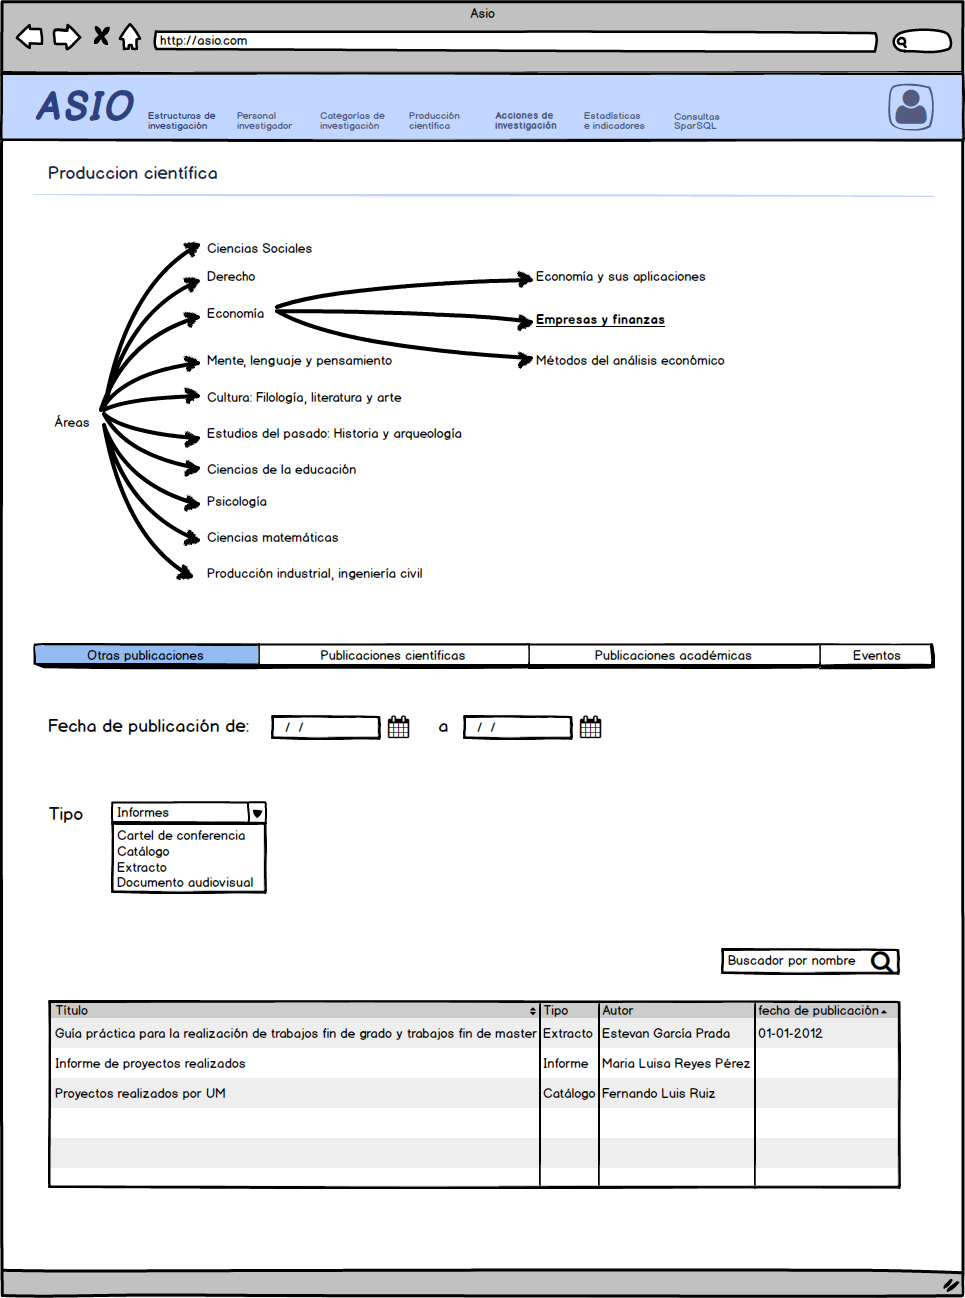 Asio
http://asio.com
ASIO
Estructuras de investigación
Personal investigador
Categorías de investigación
Producción científica
Acciones de investigación
Estadísticas e indicadores
Consultas SparSQL
Produccion científica
Áreas
Ciencias Sociales
Derecho
Economía
Mente, lenguaje y pensamiento
Cultura: Filología, literatura y arte
Estudios del pasado: Historia y arqueología
Ciencias de la educación
Psicología
Ciencias matemáticas
Producción industrial, ingeniería civil
Economía y sus aplicaciones
Empresas y finanzas
Métodos del análisis económico
Otras publicaciones
Publicaciones científicas
Publicaciones académicas
Eventos
Fecha de publicación de: / / a / /
Tipo Informes
Cartel de conferencia
Catálogo
Extracto
Documento audiovisual
Buscador por nombre
Título Tipo Autor fecha de publicación
Guía práctica para la realización de trabajos fin de grado y trabajos fin de master Extracto Estevan García Prada 01-01-2012
Informe de proyectos realizados Informe Maria Luisa Reyes Pérez
Proyectos realizados por UM Catálogo Fernando Luis Ruiz